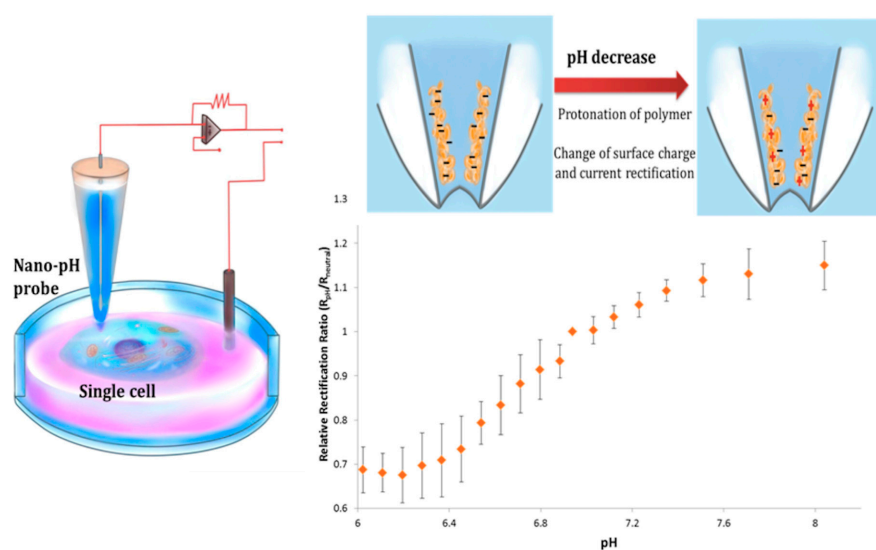 Nano-pH
probe
Single cell
pH decrease
Protonation of polymer
Change of surface charge
and current rectification
Relative Rectification Ratio (R_pH/R_neutral)
1.3
1.2
1.1
1
0.9
0.8
0.7
0.6
6
6.4
6.8
7.2
7.6
8
pH